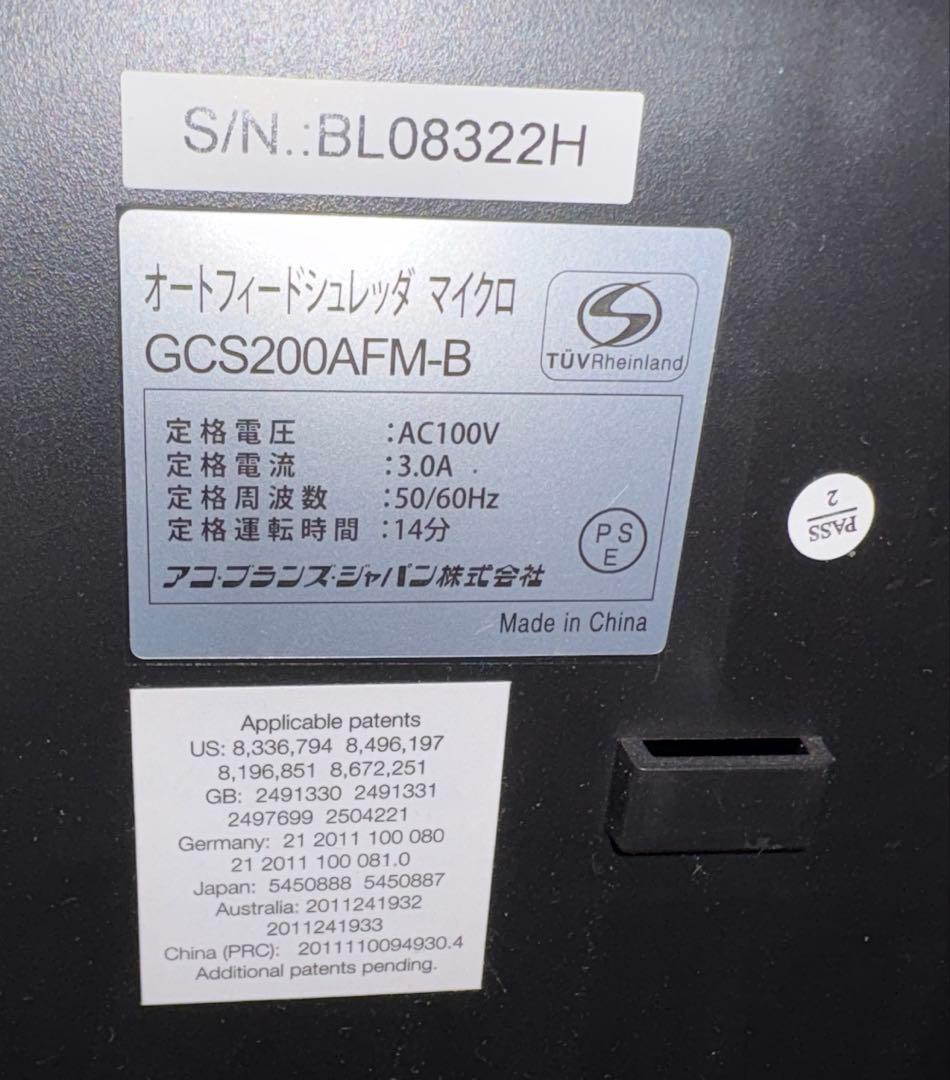 S/N.:BL08322H
オートフィードシュレッダ マイクロ
GCS200AFM-B
TÜVRheinland
定格電圧 :AC100V
定格電流 :3.0A
定格周波数 :50/60Hz
定格運転時間 :14分
PS
E
アコ・ブランズ・ジャパン株式会社
Made in China
PASS
2
Applicable patents
US: 8,336,794 8,496,197
8,196,851 8,672,251
GB: 2491330 2491331
2497699 2504221
Germany: 21 2011 100 080
21 2011 100 081.0
Japan: 5450888 5450887
Australia: 2011241932
2011241933
China (PRC): 2011110094930.4
Additional patents pending.